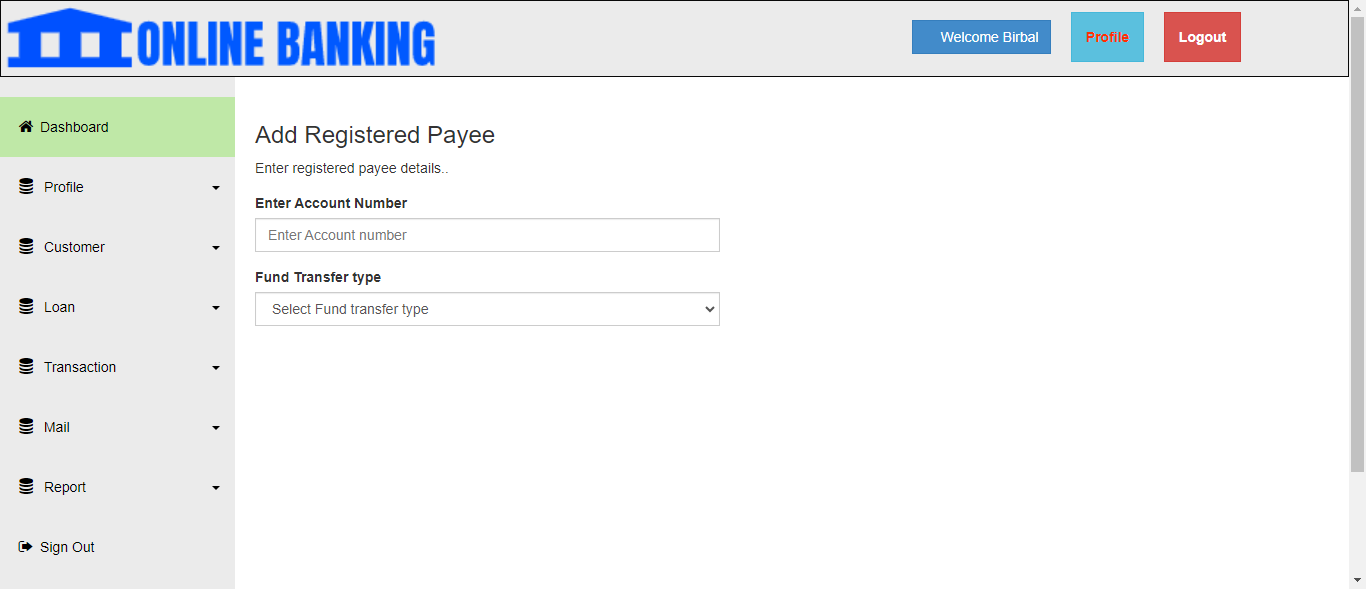 ONLINE BANKING
Welcome Birbal
Profile
Logout
Dashboard
Profile
Customer
Loan
Transaction
Mail
Report
Sign Out
Add Registered Payee
Enter registered payee details..
Enter Account Number
Enter Account number
Fund Transfer type
Select Fund transfer type